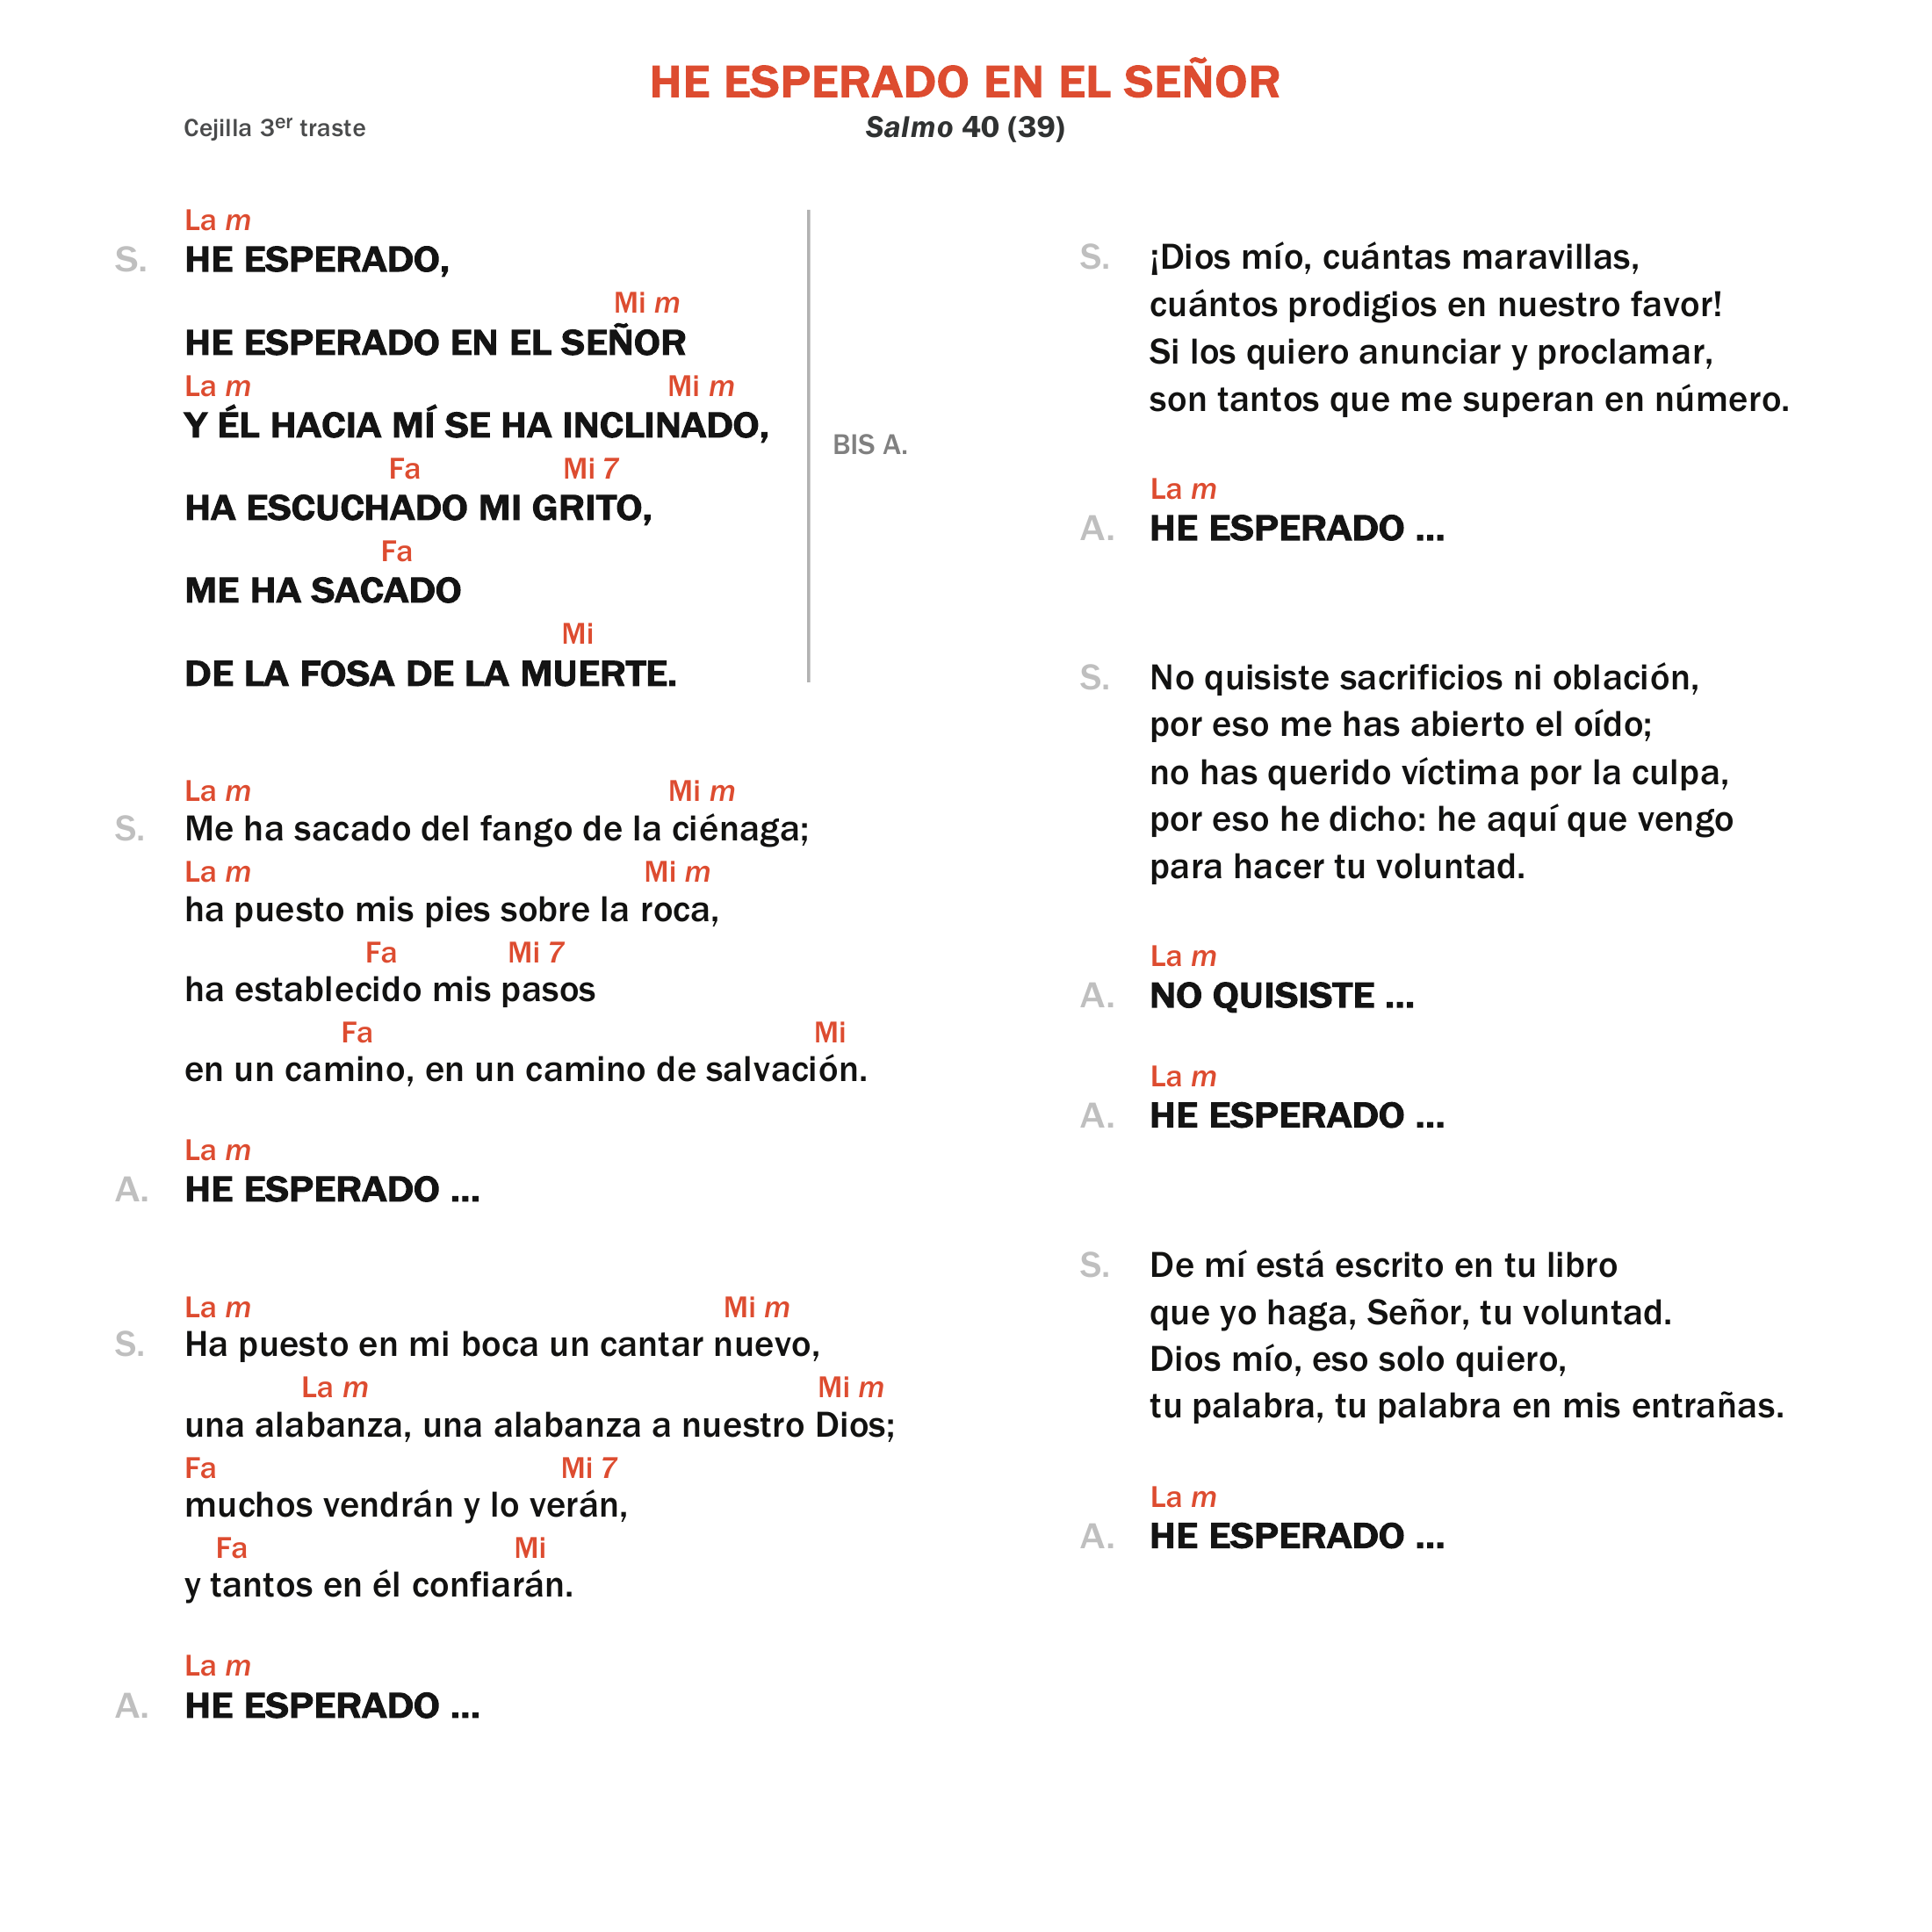 HE ESPERADO EN EL SEÑOR
Cejilla 3er traste
Salmo 40 (39)
La m
S. HE ESPERADO,
Mi m
HE ESPERADO EN EL SEÑOR
La m Mi m
Y ÉL HACIA MÍ SE HA INCLINADO,
Fa Mi 7
HA ESCUCHADO MI GRITO,
Fa
ME HA SACADO
Mi
DE LA FOSA DE LA MUERTE.
BIS A.
La m Mi m
S. Me ha sacado del fango de la ciénaga;
La m Mi m
ha puesto mis pies sobre la roca,
Fa Mi 7
ha establecido mis pasos
Fa Mi
en un camino, en un camino de salvación.
La m
A. HE ESPERADO ...
La m Mi m
S. Ha puesto en mi boca un cantar nuevo,
La m Mi m
una alabanza, una alabanza a nuestro Dios;
Fa Mi 7
muchos vendrán y lo verán,
Fa Mi
y tantos en él confiarán.
La m
A. HE ESPERADO ...
S. ¡Dios mío, cuántas maravillas,
cuántos prodigios en nuestro favor!
Si los quiero anunciar y proclamar,
son tantos que me superan en número.
La m
A. HE ESPERADO ...
S. No quisiste sacrificios ni oblación,
por eso me has abierto el oído;
no has querido víctima por la culpa,
por eso he dicho: he aquí que vengo
para hacer tu voluntad.
La m
A. NO QUISISTE ...
La m
A. HE ESPERADO ...
S. De mí está escrito en tu libro
que yo haga, Señor, tu voluntad.
Dios mío, eso solo quiero,
tu palabra, tu palabra en mis entrañas.
La m
A. HE ESPERADO ...